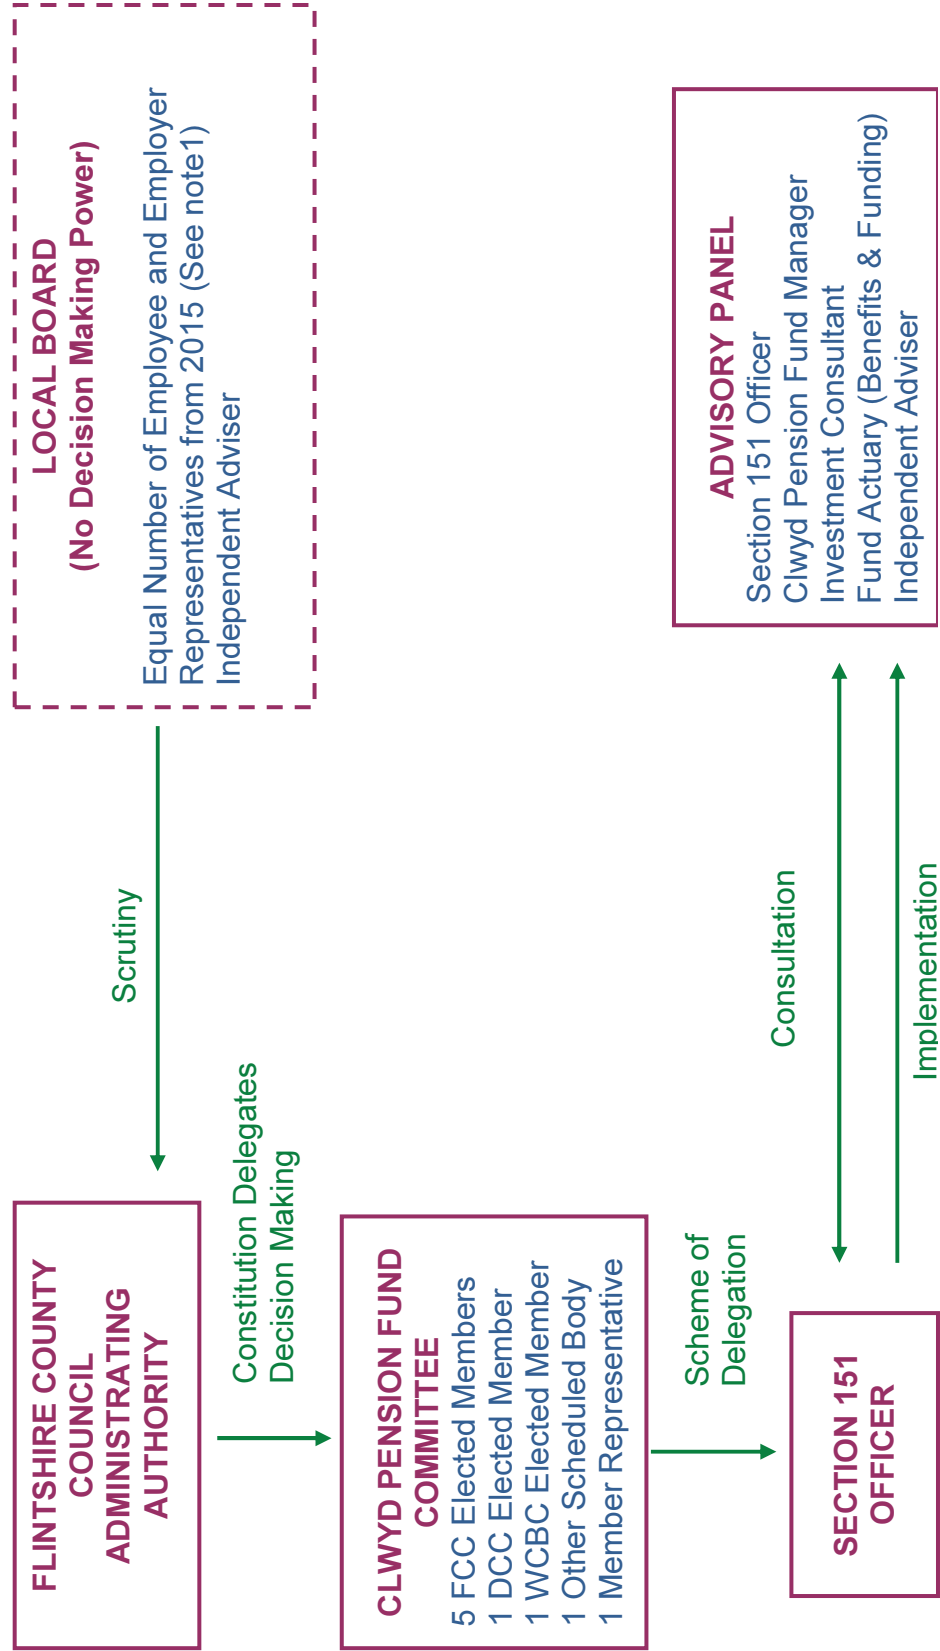 FLINTSHIRE COUNTY
COUNCIL
ADMINISTRATING
AUTHORITY
Scrutiny
LOCAL BOARD
(No Decision Making Power)
Equal Number of Employee and Employer
Representatives from 2015 (See note1)
Independent Adviser
Constitution Delegates
Decision Making
CLWYD PENSION FUND
COMMITTEE
5 FCC Elected Members
1 DCC Elected Member
1 WCBC Elected Member
1 Other Scheduled Body
1 Member Representative
Scheme of
Delegation
SECTION 151
OFFICER
Consultation
Implementation
ADVISORY PANEL
Section 151 Officer
Clwyd Pension Fund Manager
Investment Consultant
Fund Actuary (Benefits & Funding)
Independent Adviser